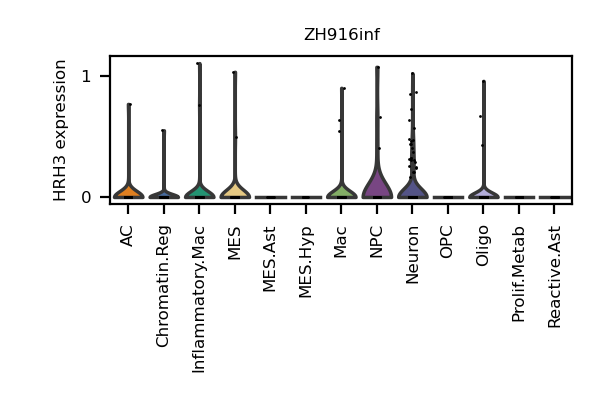 ZH916inf
HRH3 expression
1
0
AC
Chromatin.Reg
Inflammatory.Mac
MES
MES.Ast
MES.Hyp
Mac
NPC
Neuron
OPC
Oligo
Prolif.Metab
Reactive.Ast